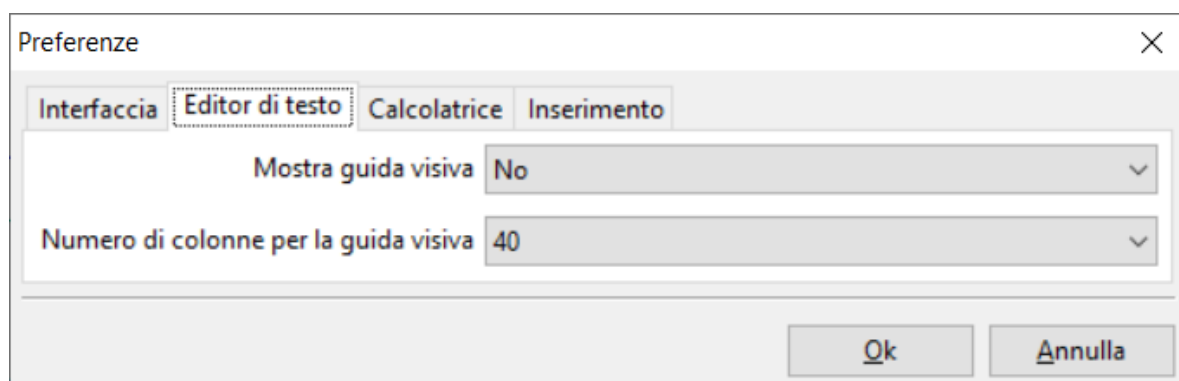 Preferenze
Interfaccia Editor di testo Calcolatrice Inserimento
Mostra guida visiva No
Numero di colonne per la guida visiva 40
Ok Annulla